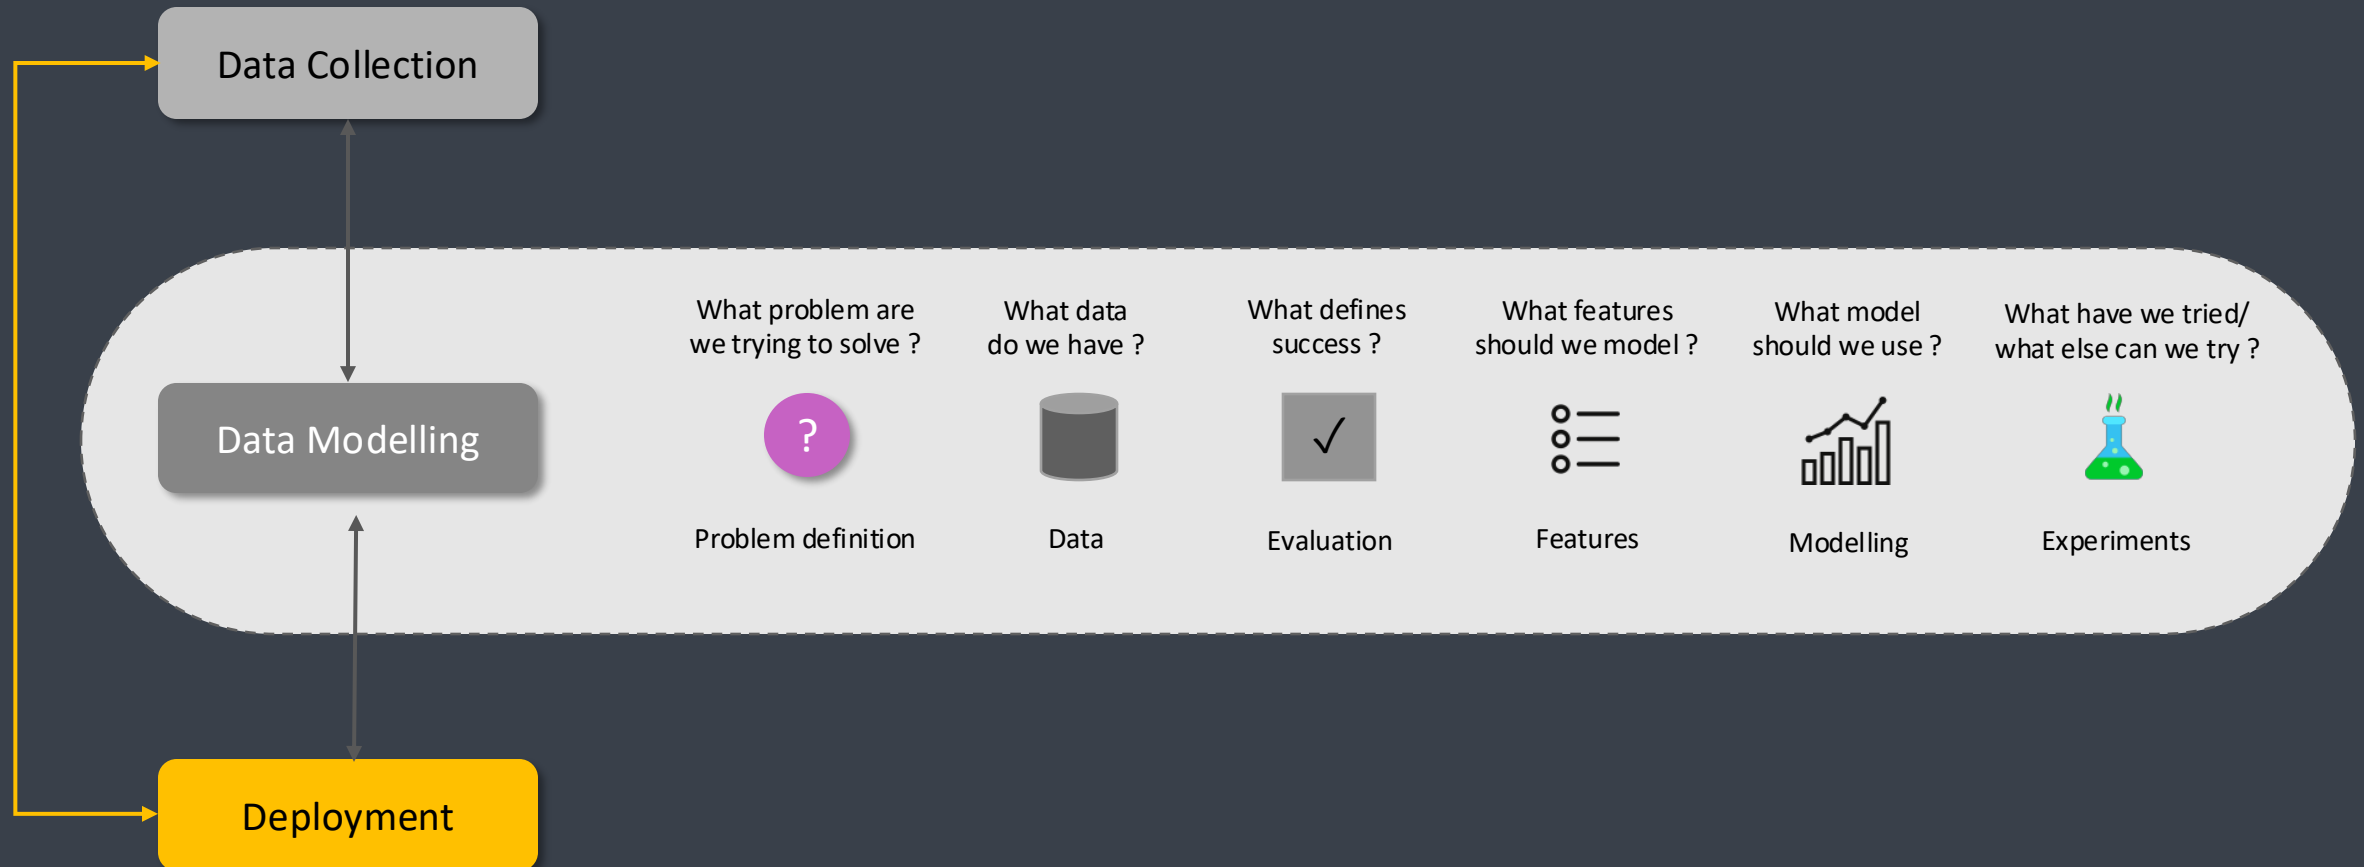 Data Collection
What problem are
we trying to solve ?
What data
do we have ?
What defines
success ?
What features
should we model ?
What model
should we use ?
What have we tried/
what else can we try ?
Data Modelling
?
✓
Problem definition
Data
Evaluation
Features
Modelling
Experiments
Deployment